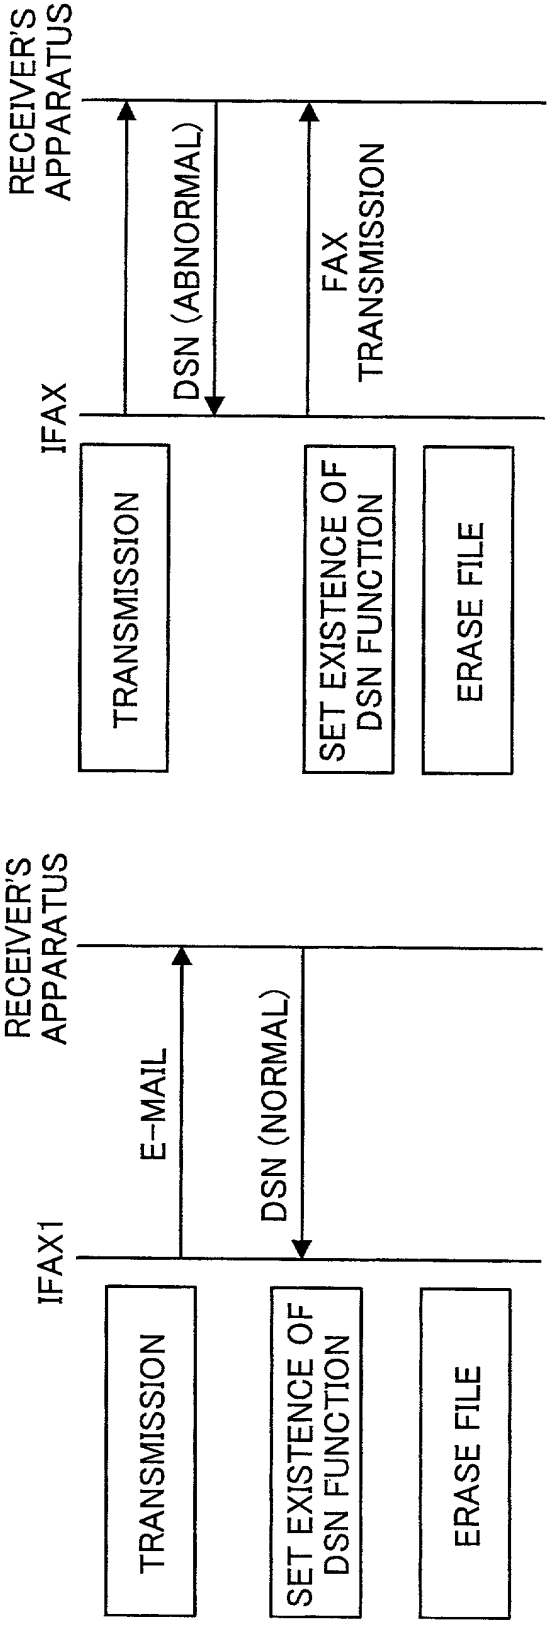 IFAX1
RECEIVER'S
APPARATUS
TRANSMISSION
E-MAIL
SET EXISTENCE OF
DSN FUNCTION
DSN (NORMAL)
ERASE FILE
IFAX
RECEIVER'S
APPARATUS
TRANSMISSION
DSN (ABNORMAL)
SET EXISTENCE OF
DSN FUNCTION
FAX
TRANSMISSION
ERASE FILE